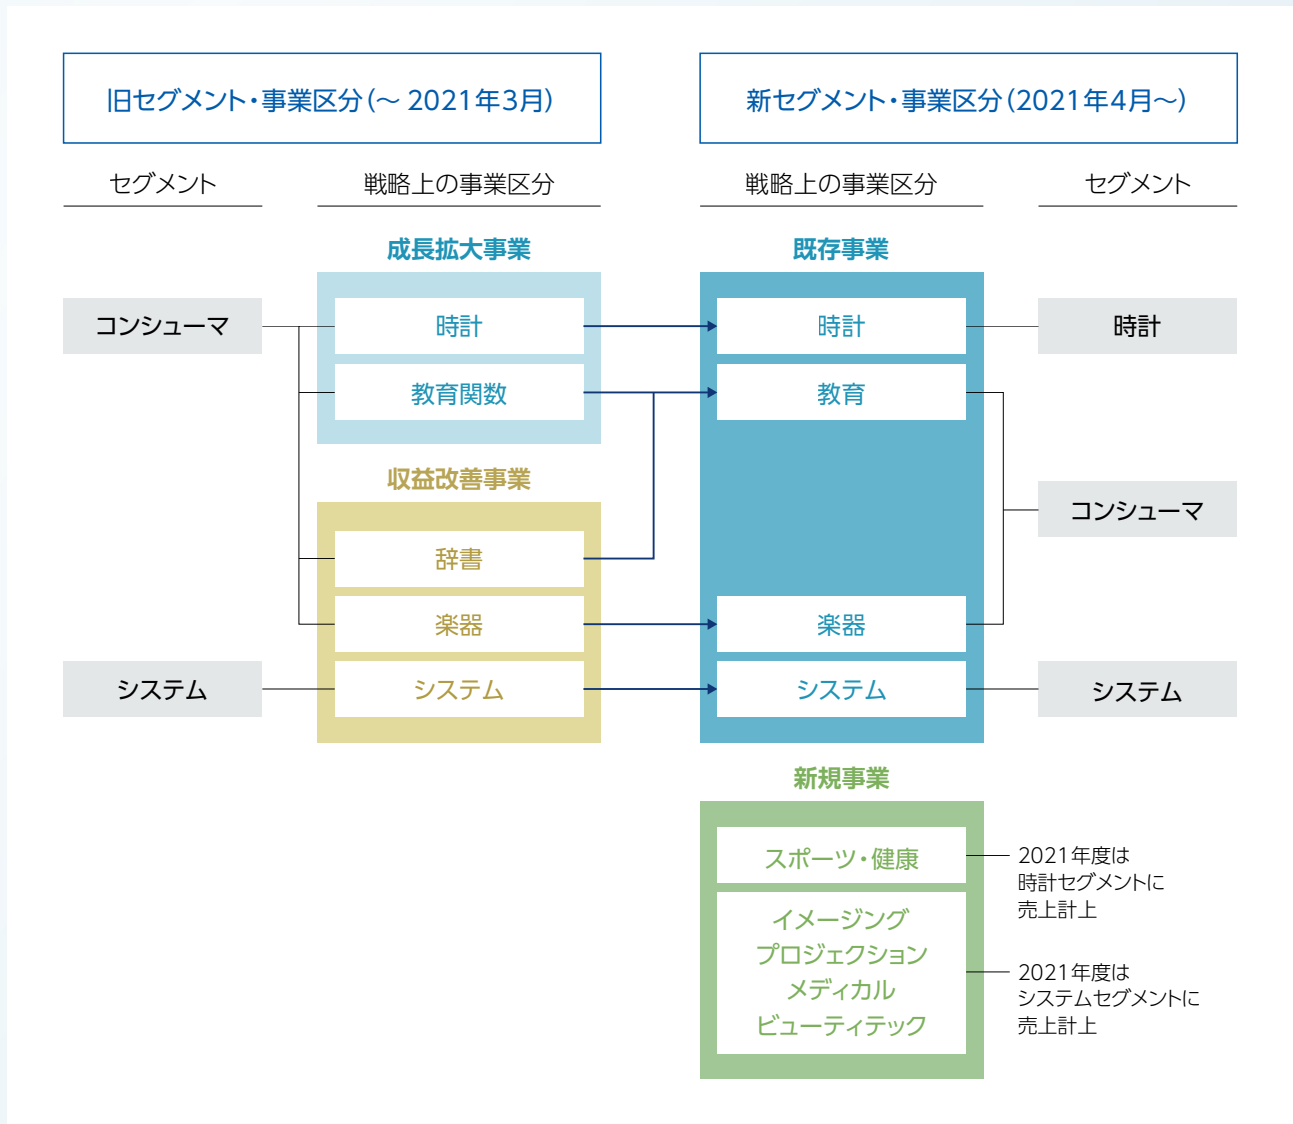 旧セグメント・事業区分(～ 2021年3月)
新セグメント・事業区分(2021年4月～)
セグメント
戦略上の事業区分
戦略上の事業区分
セグメント
成長拡大事業
既存事業
コンシューマ
時計
時計
時計
教育関数
教育
収益改善事業
コンシューマ
辞書
楽器
楽器
システム
システム
システム
システム
新規事業
スポーツ・健康
2021年度は
時計セグメントに
売上計上
イメージング
プロジェクション
メディカル
ビューティテック
2021年度は
システムセグメントに
売上計上